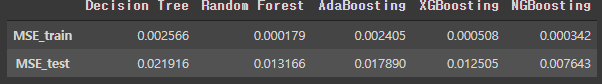 Decision Tree Random Forest AdaBoosting XGBoosting NGBoosting
MSE_train 0.002566 0.000179 0.002405 0.000508 0.000342
MSE_test 0.021916 0.013166 0.017890 0.012505 0.007643